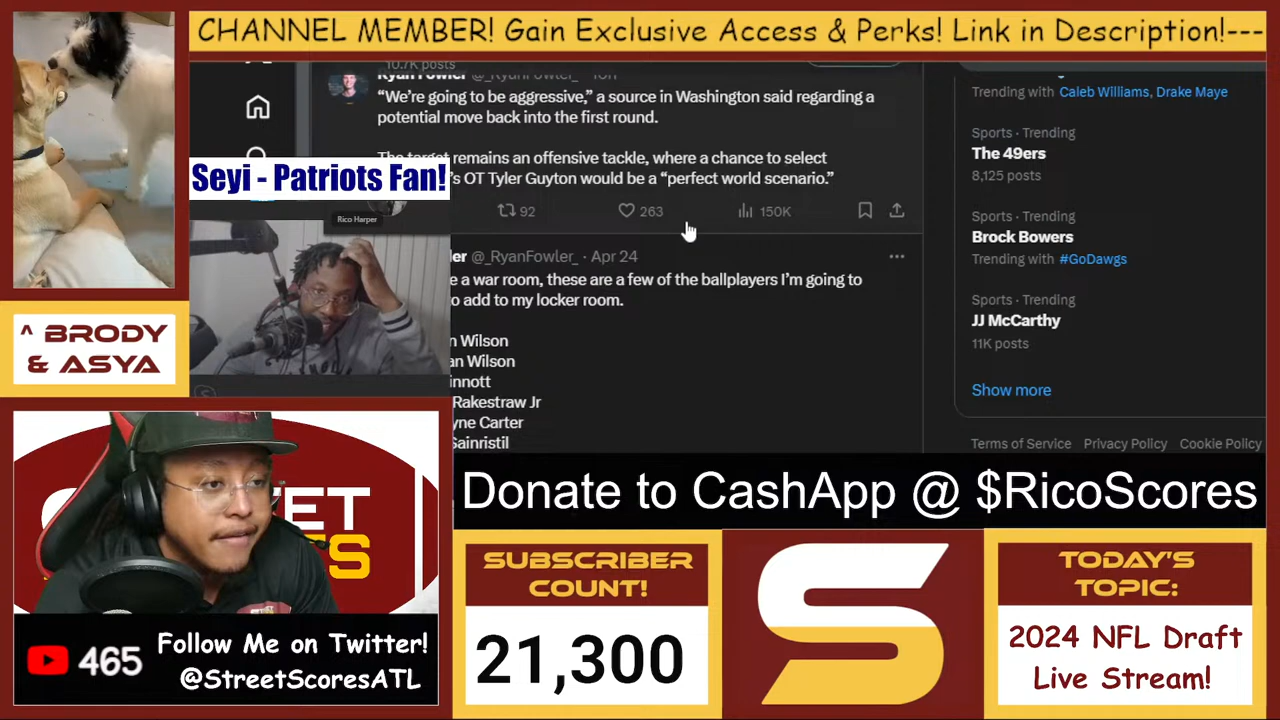 CHANNEL MEMBER! Gain Exclusive Access & Perks! Link in Description!---
10.7K posts
Ryan Fowler @_RyanFowler_
“We’re going to be aggressive,” a source in Washington said regarding a
potential move back into the first round.
The target remains an offensive tackle, where a chance to select
's OT Tyler Guyton would be a “perfect world scenario.”
Seyi - Patriots Fan!
92
263
150K
Rico Harper
ler @_RyanFowler_ · Apr 24
e a war room, these are a few of the ballplayers I’m going to
o add to my locker room.
n Wilson
an Wilson
innott
Rakestraw Jr
yne Carter
Sainristil
Trending with Caleb Williams, Drake Maye
Sports · Trending
The 49ers
8,125 posts
Sports · Trending
Brock Bowers
Trending with #GoDawgs
Sports · Trending
JJ McCarthy
11K posts
Show more
Terms of Service Privacy Policy Cookie Policy
^ BRODY
& ASYA
Donate to CashApp @ $RicoScores
465
Follow Me on Twitter!
@StreetScoresATL
SUBSCRIBER
COUNT!
21,300
S
TODAY'S
TOPIC:
2024 NFL Draft
Live Stream!